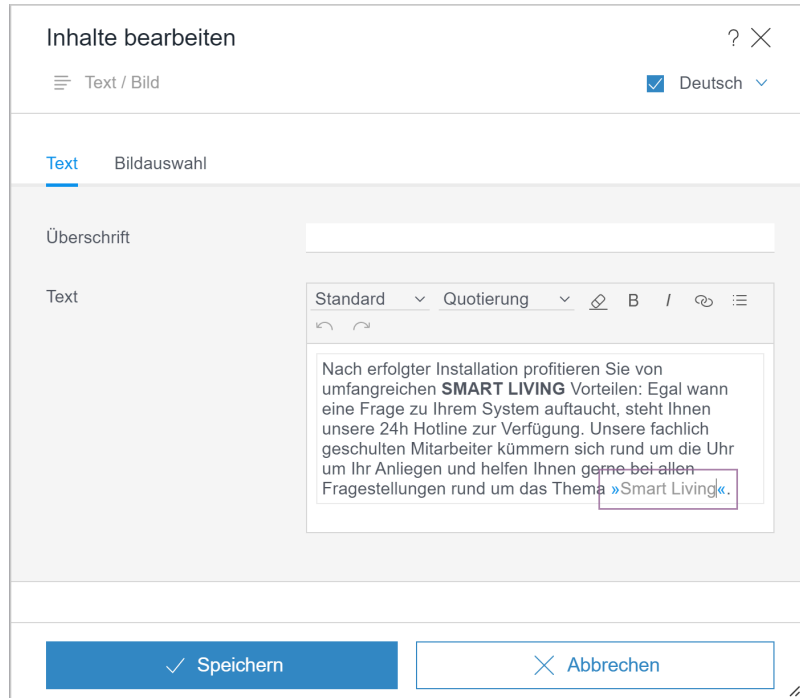 Inhalte bearbeiten ?
Text / Bild Deutsch
Text Bildauswahl
Überschrift
Text
Standard Quotierung B I
Nach erfolgter Installation profitieren Sie von
umfangreichen SMART LIVING Vorteilen: Egal wann
eine Frage zu Ihrem System auftaucht, steht Ihnen
unsere 24h Hotline zur Verfügung. Unsere fachlich
geschulten Mitarbeiter kümmern sich rund um die Uhr
um Ihr Anliegen und helfen Ihnen gerne bei allen
Fragestellungen rund um das Thema »Smart Living«.
Speichern Abbrechen